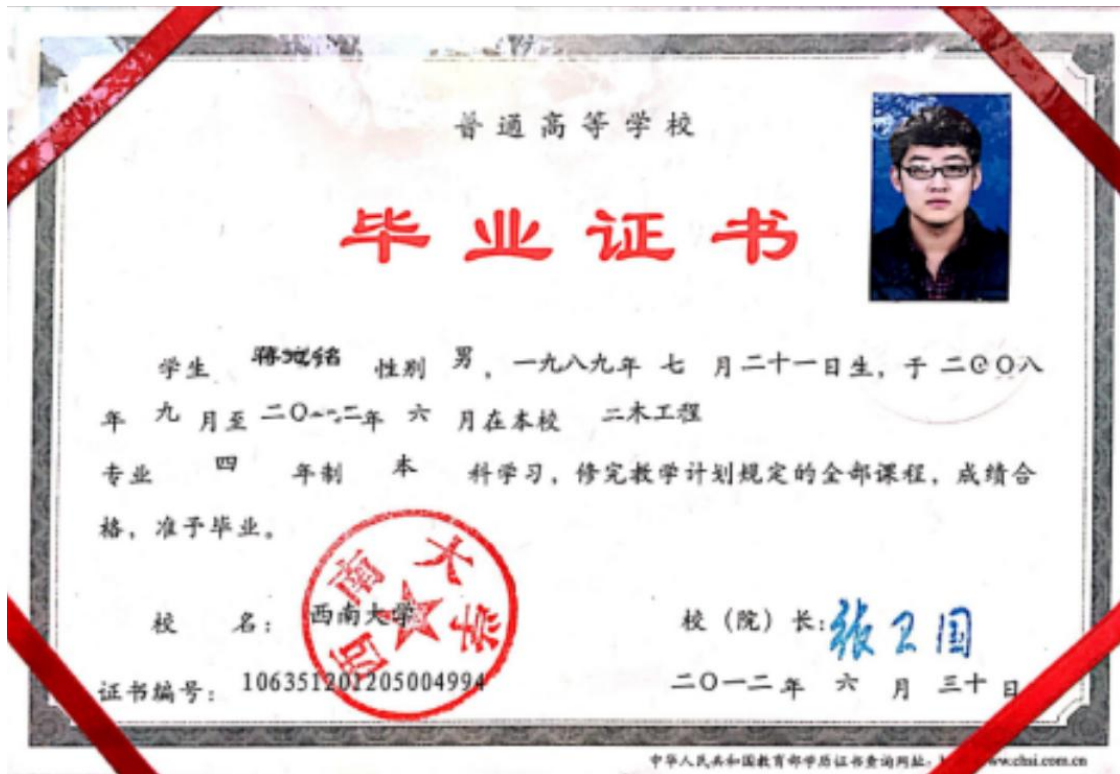 普通高等学校
毕业证书
学生 蒋 铭 性别 男，一九八九年 七 月二十一日生，于 二〇〇八
年 九 月至 二〇一二年 六 月在本校 二木工程
专业 四 年制 本 科学习，修完教学计划规定的全部课程，成绩合
格，准予毕业。
西南大学
校 名：西南大学
校（院）长：张卫国
证书编号：106351201205004994
二〇一二年 六 月 三十日
中华人民共和国教育部学历证书查询网址：ww.chsi.com.cn